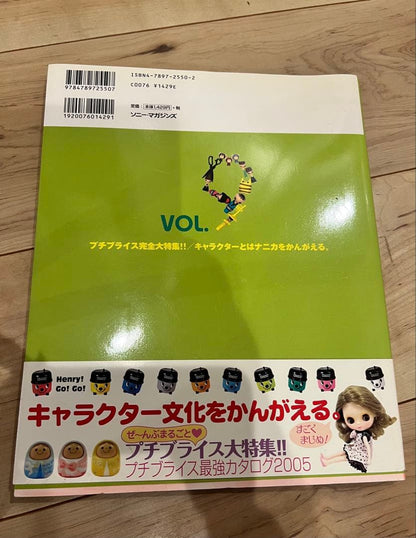 ISBN4-7897-2550-2
C0076 ¥1429E
9784789725507
定価 本体1,429円 +税
ソニー・マガジンズ
1920076014291
VOL.9
プチブライス完全大特集!!/キャラクターとはナニカをかんがえる。
Henry!
Go! Go!
キャラクター文化をかんがえる。
すごく
まじめ!
ぜ〜んぶまるごと♥
プチブライス大特集!!
プチブライス最強カタログ2005